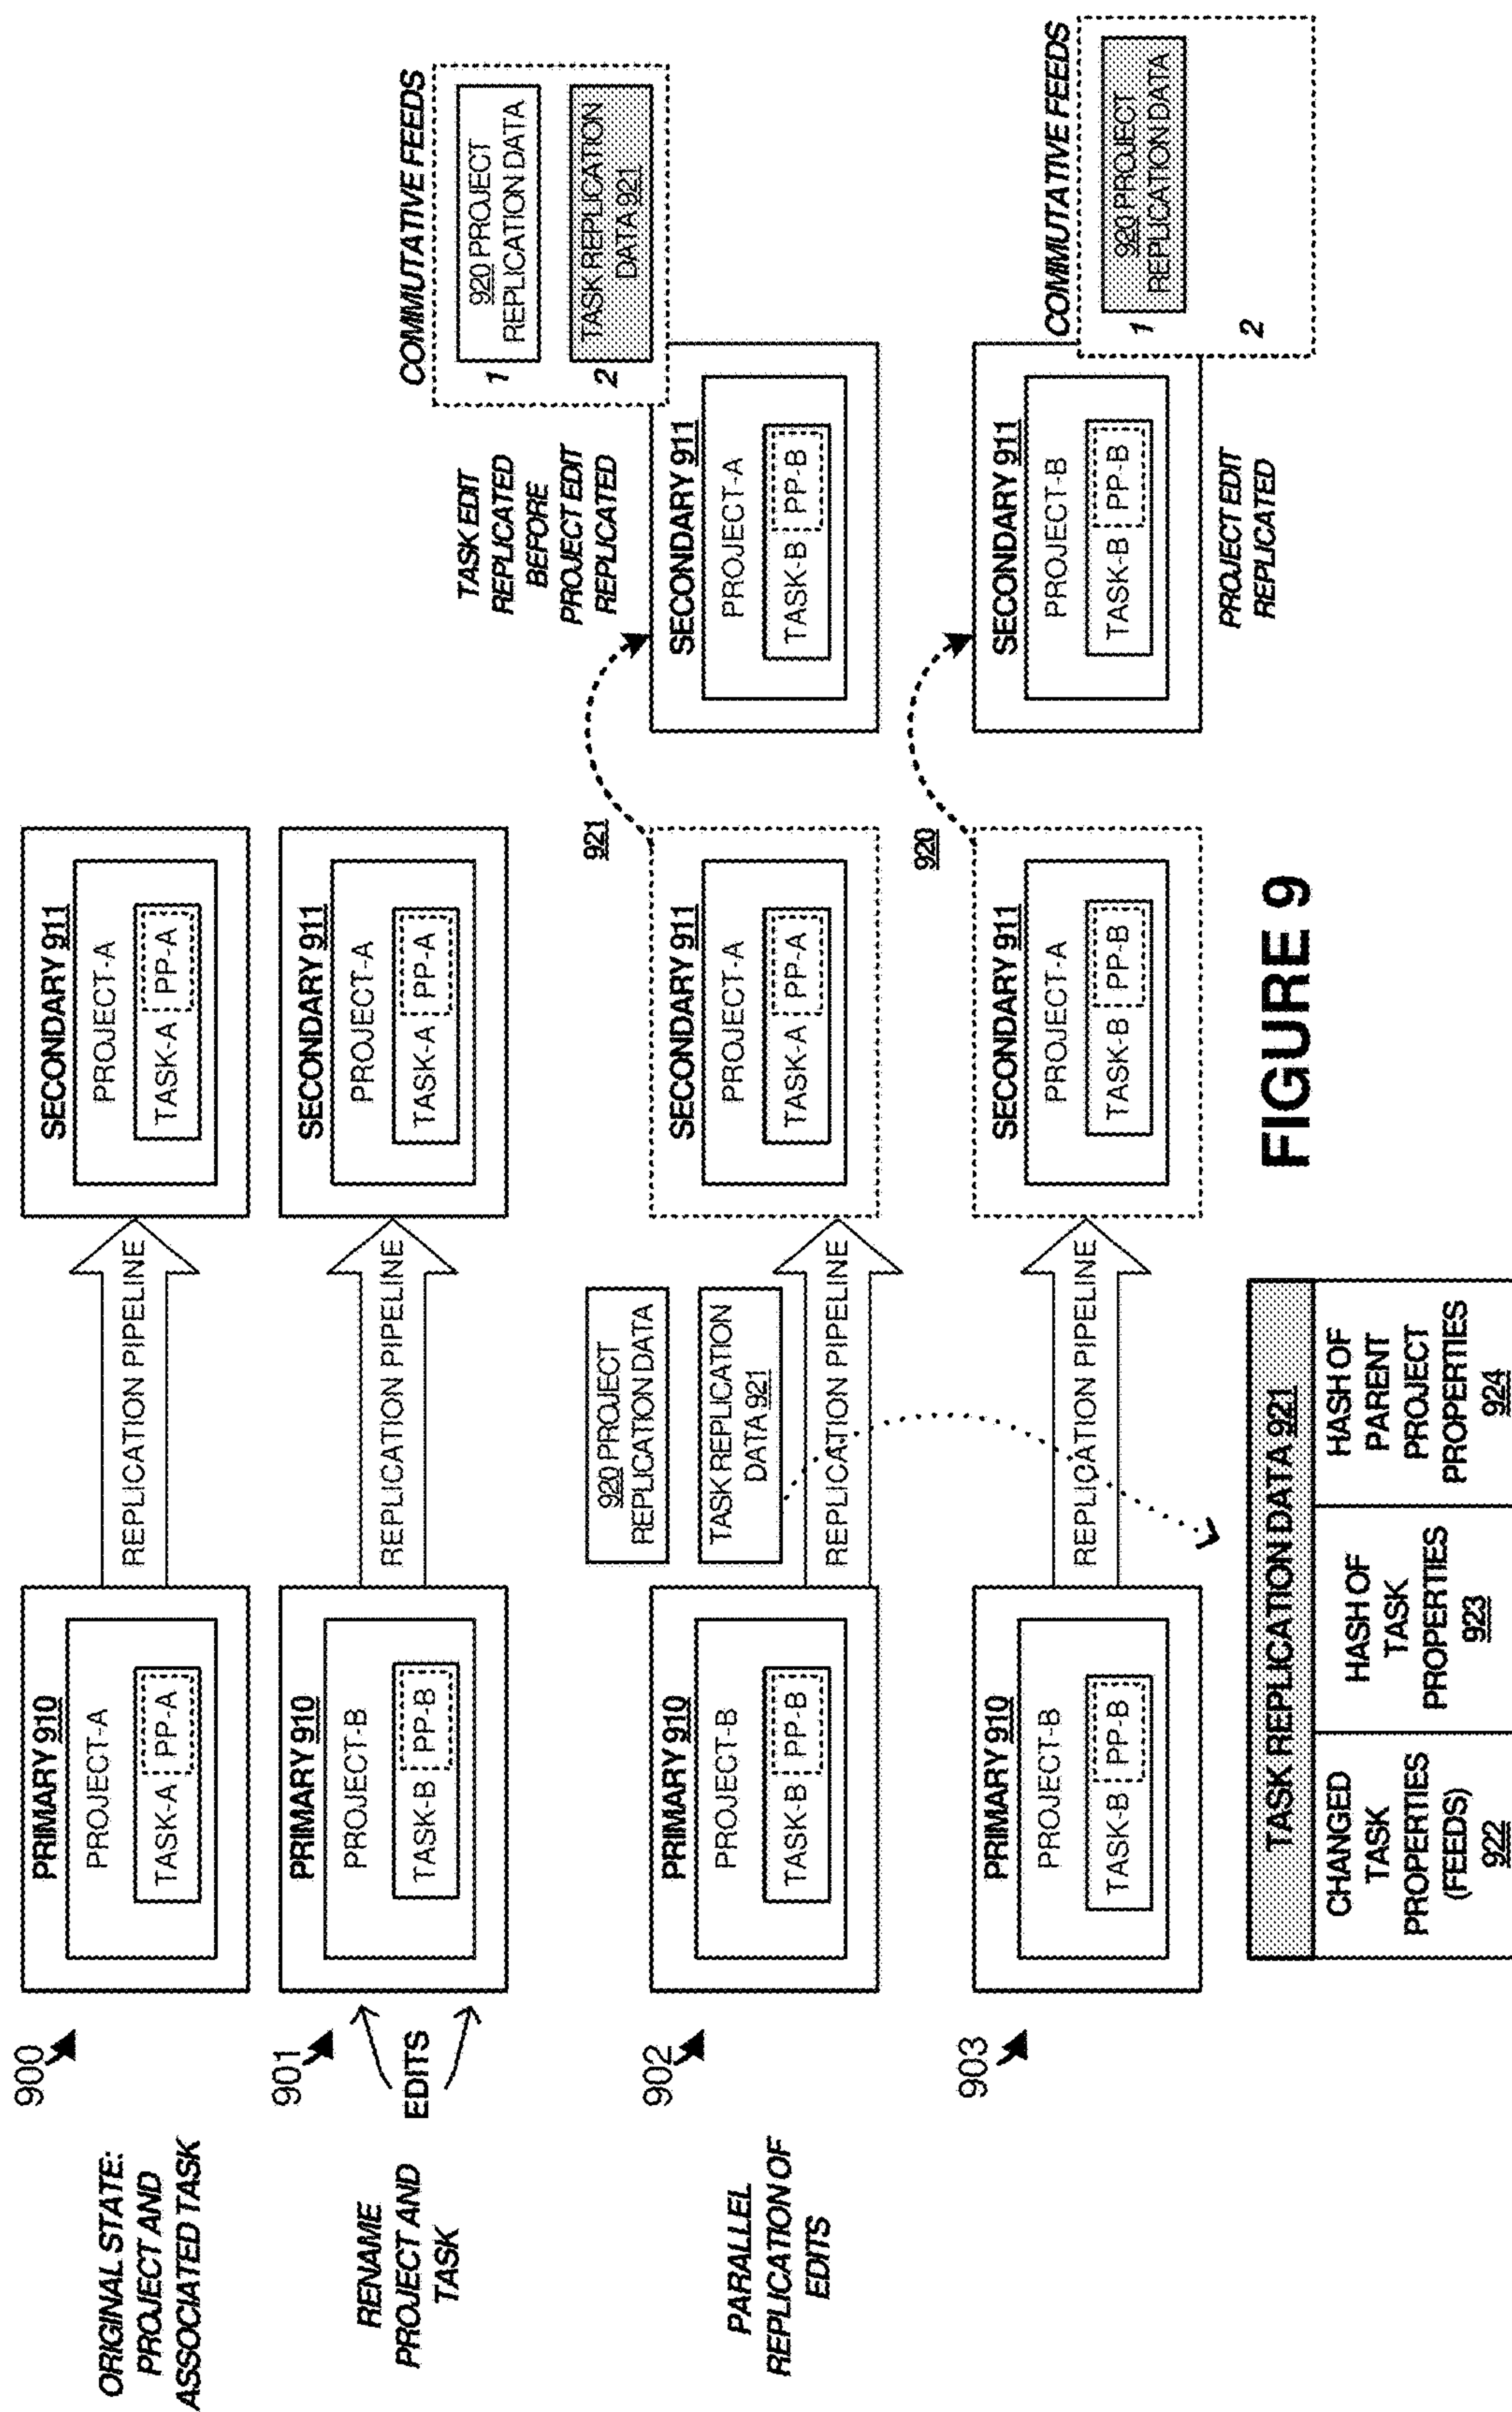 ORIGINAL STATE:
PROJECT AND
ASSOCIATED TASK
900
PRIMARY 910
PROJECT-A
TASK-A PP-A
REPLICATION PIPELINE
SECONDARY 911
PROJECT-A
TASK-A PP-A
RENAME
PROJECT AND
TASK
901
EDITS
PRIMARY 910
PROJECT-B
TASK-B PP-B
REPLICATION PIPELINE
SECONDARY 911
PROJECT-A
TASK-A PP-A
PARALLEL
REPLICATION OF
EDITS
902
PRIMARY 910
PROJECT-B
TASK-B PP-B
920 PROJECT
REPLICATION DATA
TASK REPLICATION
DATA 921
REPLICATION PIPELINE
SECONDARY 911
PROJECT-A
TASK-A PP-A
921
TASK EDIT
REPLICATED
BEFORE
PROJECT EDIT
REPLICATED
SECONDARY 911
PROJECT-A
TASK-B PP-B
COMMUTATIVE FEEDS
1
920 PROJECT
REPLICATION DATA
2
TASK REPLICATION
DATA 921
903
PRIMARY 910
PROJECT-B
TASK-B PP-B
REPLICATION PIPELINE
SECONDARY 911
PROJECT-A
TASK-B PP-B
920
SECONDARY 911
PROJECT-B
TASK-B PP-B
PROJECT EDIT
REPLICATED
COMMUTATIVE FEEDS
1
920 PROJECT
REPLICATION DATA
2
TASK REPLICATION DATA 921
CHANGED
TASK
PROPERTIES
(FEEDS)
922
HASH OF
TASK
PROPERTIES
923
HASH OF
PARENT
PROJECT
PROPERTIES
924
FIGURE 9